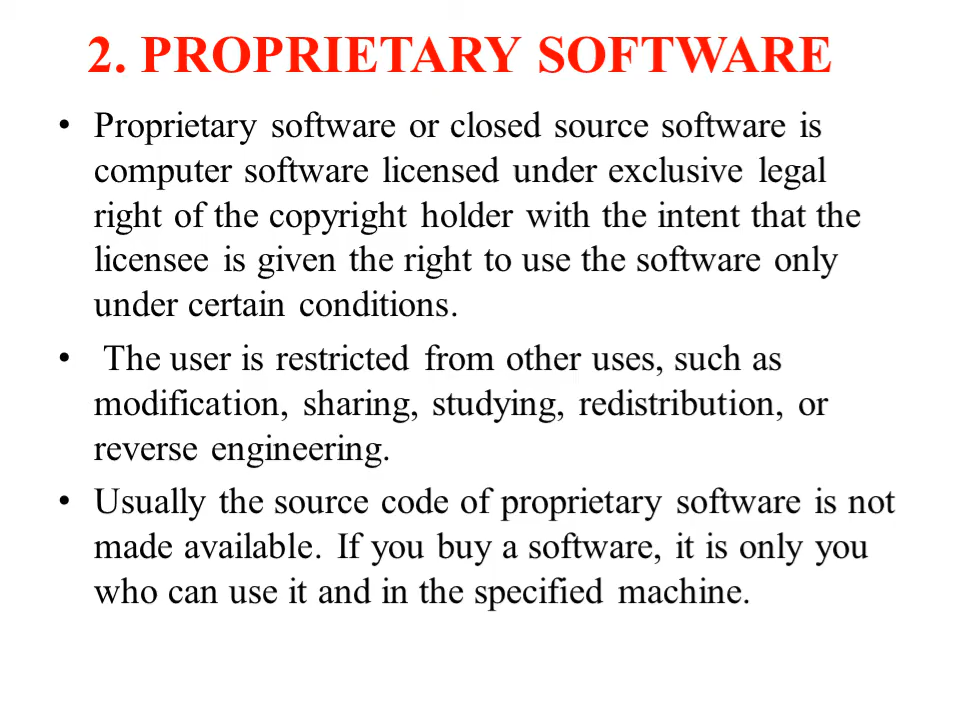 2. PROPRIETARY SOFTWARE
• Proprietary software or closed source software is
computer software licensed under exclusive legal
right of the copyright holder with the intent that the
licensee is given the right to use the software only
under certain conditions.
• The user is restricted from other uses, such as
modification, sharing, studying, redistribution, or
reverse engineering.
• Usually the source code of proprietary software is not
made available. If you buy a software, it is only you
who can use it and in the specified machine.